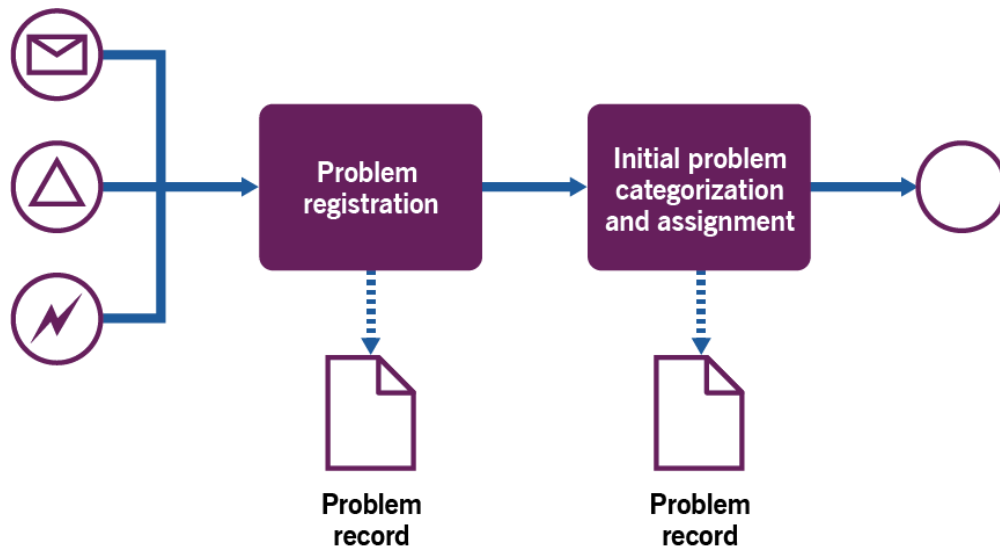 Problem
registration
Initial problem
categorization
and assignment
Problem
record
Problem
record